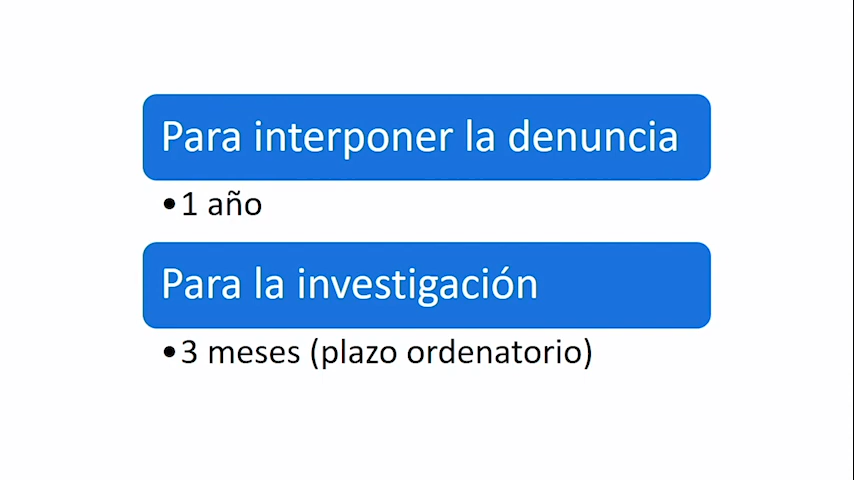 Para interponer la denuncia
•1 año
Para la investigación
•3 meses (plazo ordenatorio)